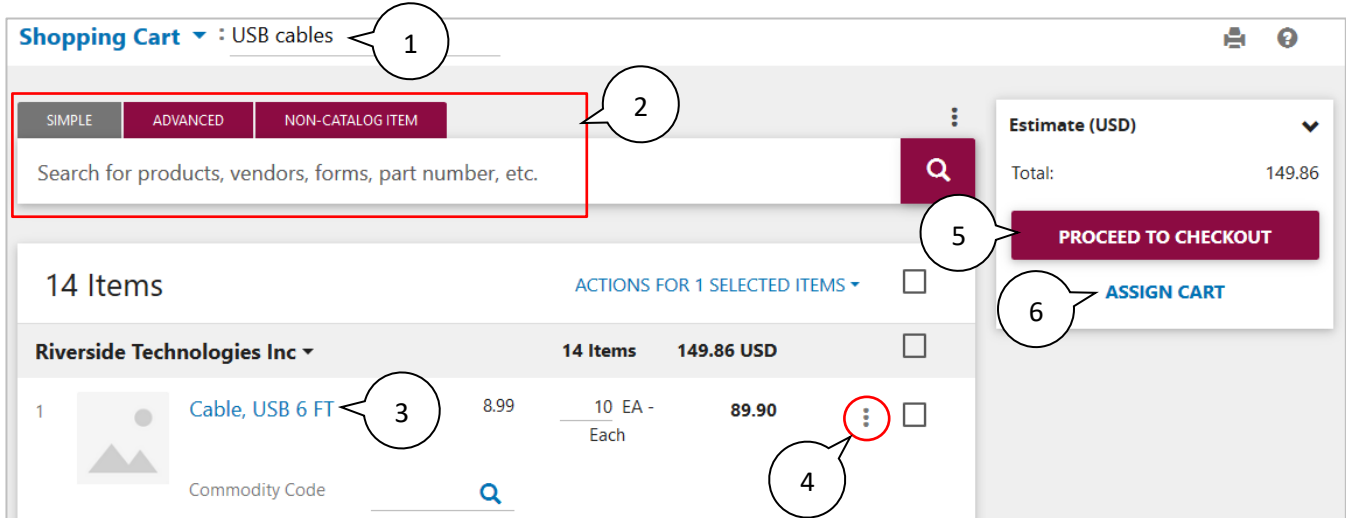 Shopping Cart : USB cables 1
2
SIMPLE ADVANCED NON-CATALOG ITEM
Search for products, vendors, forms, part number, etc.
Estimate (USD)
Total: 149.86
5 PROCEED TO CHECKOUT
6 ASSIGN CART
14 Items ACTIONS FOR 1 SELECTED ITEMS
Riverside Technologies Inc 14 Items 149.86 USD
1 Cable, USB 6 FT 3 8.99 10 EA - 89.90
Each
4
Commodity Code